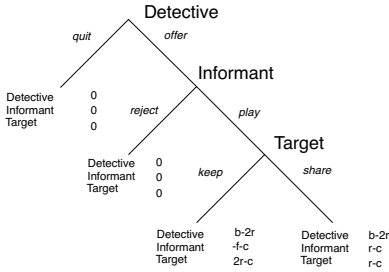 Detective
quit
offer
Informant
Detective 0
Informant 0
Target 0
reject
play
Target
Detective 0
Informant 0
Target 0
keep
share
Detective b-2r
Informant -f-c
Target 2r-c
Detective b-2r
Informant r-c
Target r-c